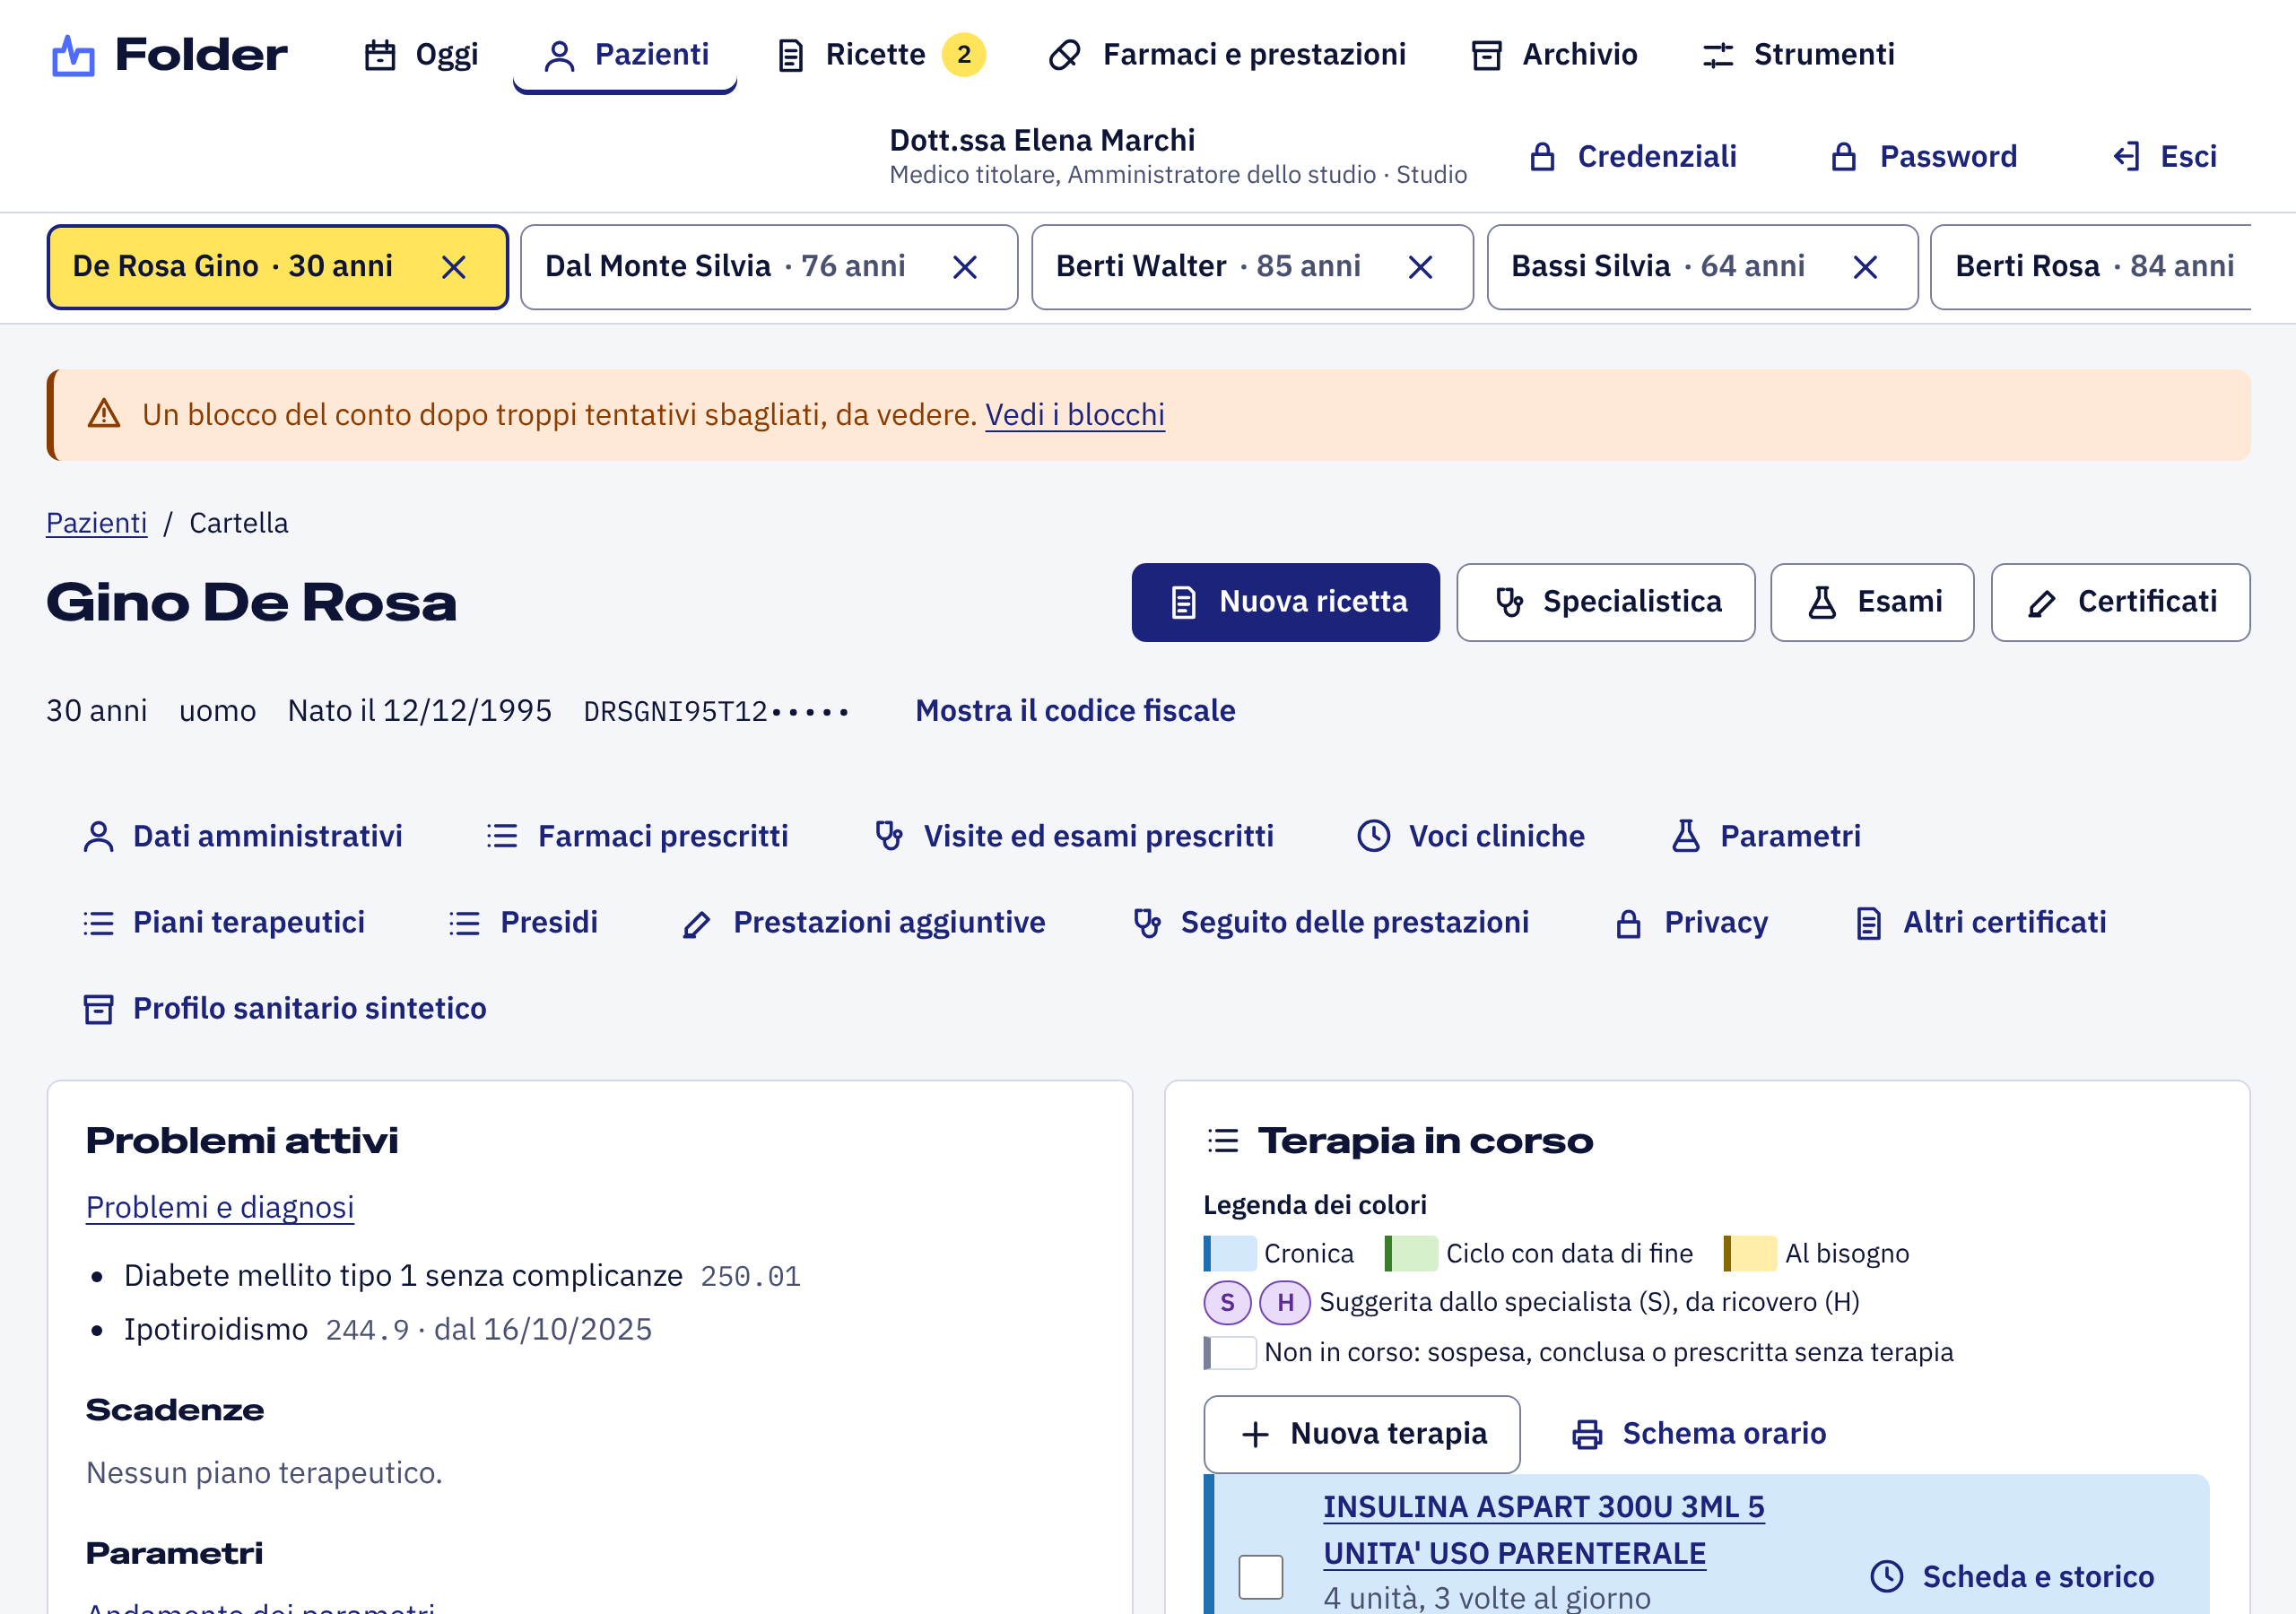 Folder
Oggi
Pazienti
Ricette 2
Farmaci e prestazioni
Archivio
Strumenti
Dott.ssa Elena Marchi
Medico titolare, Amministratore dello studio · Studio
Credenziali
Password
Esci
De Rosa Gino · 30 anni
Dal Monte Silvia · 76 anni
Berti Walter · 85 anni
Bassi Silvia · 64 anni
Berti Rosa · 84 anni
Un blocco del conto dopo troppi tentativi sbagliati, da vedere. Vedi i blocchi
Pazienti / Cartella
Gino De Rosa
Nuova ricetta
Specialistica
Esami
Certificati
30 anni uomo Nato il 12/12/1995 DRSGNI95T12••••• Mostra il codice fiscale
Dati amministrativi
Farmaci prescritti
Visite ed esami prescritti
Voci cliniche
Parametri
Piani terapeutici
Presidi
Prestazioni aggiuntive
Seguito delle prestazioni
Privacy
Altri certificati
Profilo sanitario sintetico
Problemi attivi
Problemi e diagnosi
• Diabete mellito tipo 1 senza complicanze 250.01
• Ipotiroidismo 244.9 · dal 16/10/2025
Scadenze
Nessun piano terapeutico.
Parametri
Andamento dei parametri
Terapia in corso
Legenda dei colori
Cronica
Ciclo con data di fine
Al bisogno
S H Suggerita dallo specialista (S), da ricovero (H)
Non in corso: sospesa, conclusa o prescritta senza terapia
Nuova terapia
Schema orario
INSULINA ASPART 300U 3ML 5
UNITA' USO PARENTERALE
4 unità, 3 volte al giorno
Scheda e storico